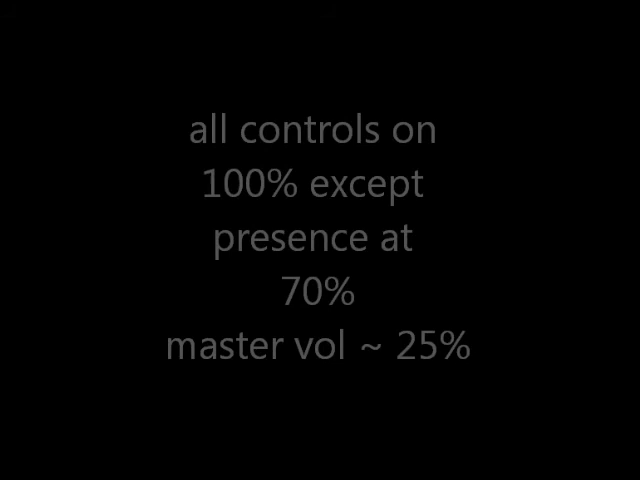 all controls on
100% except
presence at
70%
master vol ~ 25%